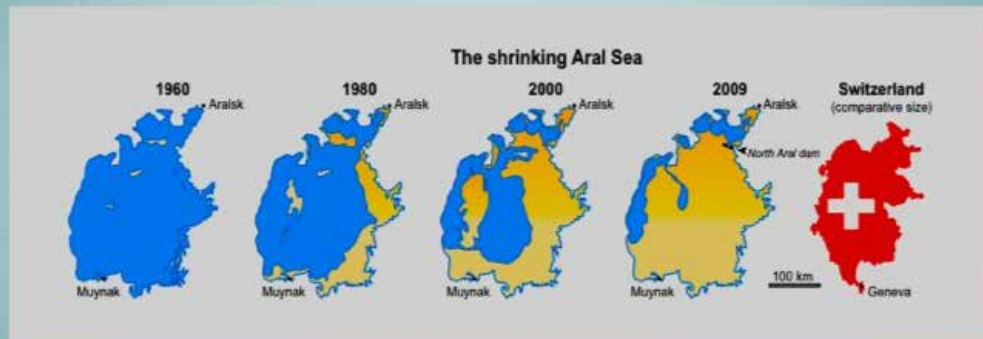 The shrinking Aral Sea
1960
Aralsk
Muynak
1980
Aralsk
Muynak
2000
Aralsk
Muynak
2009
Aralsk
North Aral dam
Muynak
100 km
Switzerland
(comparative size)
Geneva